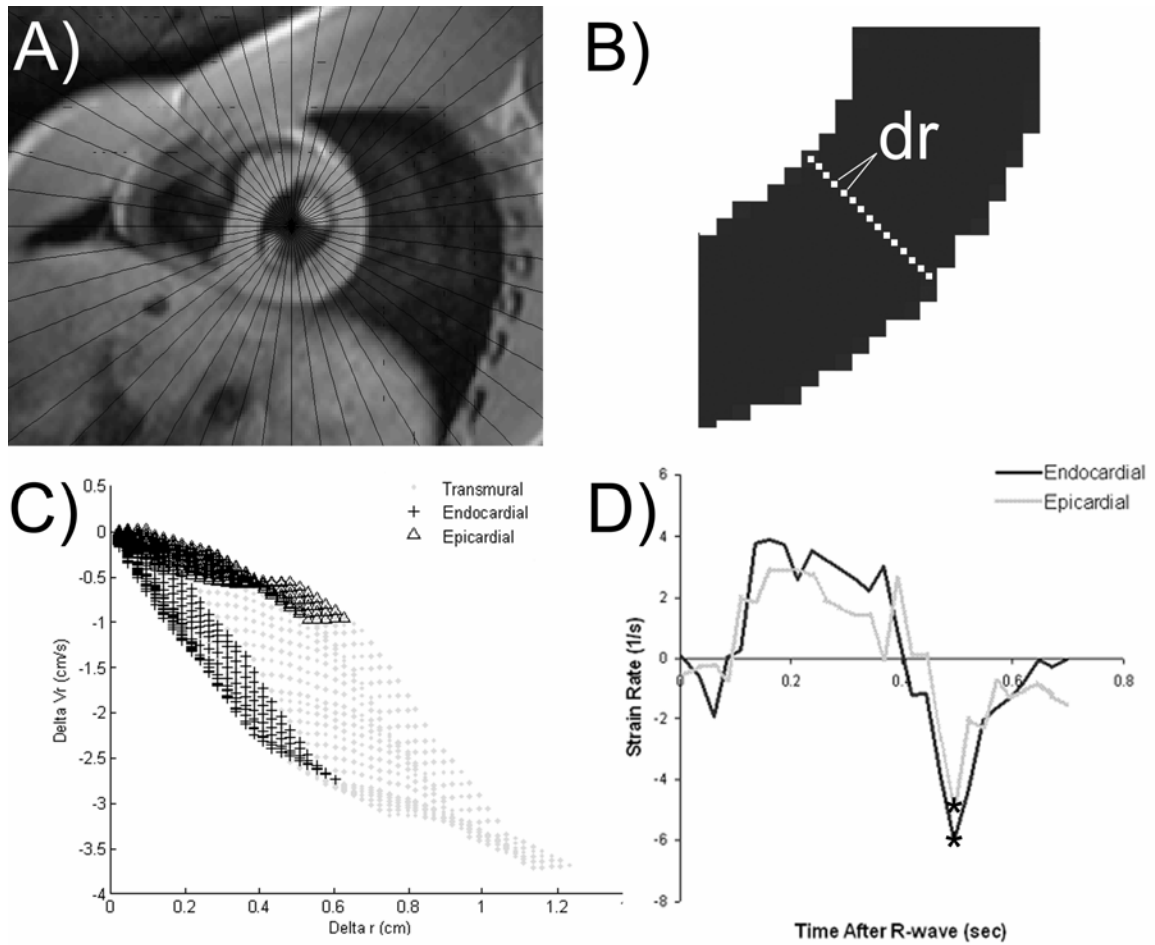 A)
B)
dr
C)
0.5
0
-0.5
-1
-1.5
-2
-2.5
-3
-3.5
-4
Delta Vr (cm/s)
0
0.2
0.4
0.6
0.8
1
1.2
Delta r (cm)
Transmural
Endocardial
Epicardial
D)
6
4
2
0
-2
-4
-6
-8
Strain Rate (1/s)
0
0.2
0.4
0.6
0.8
Time After R-wave (sec)
Endocardial
Epicardial